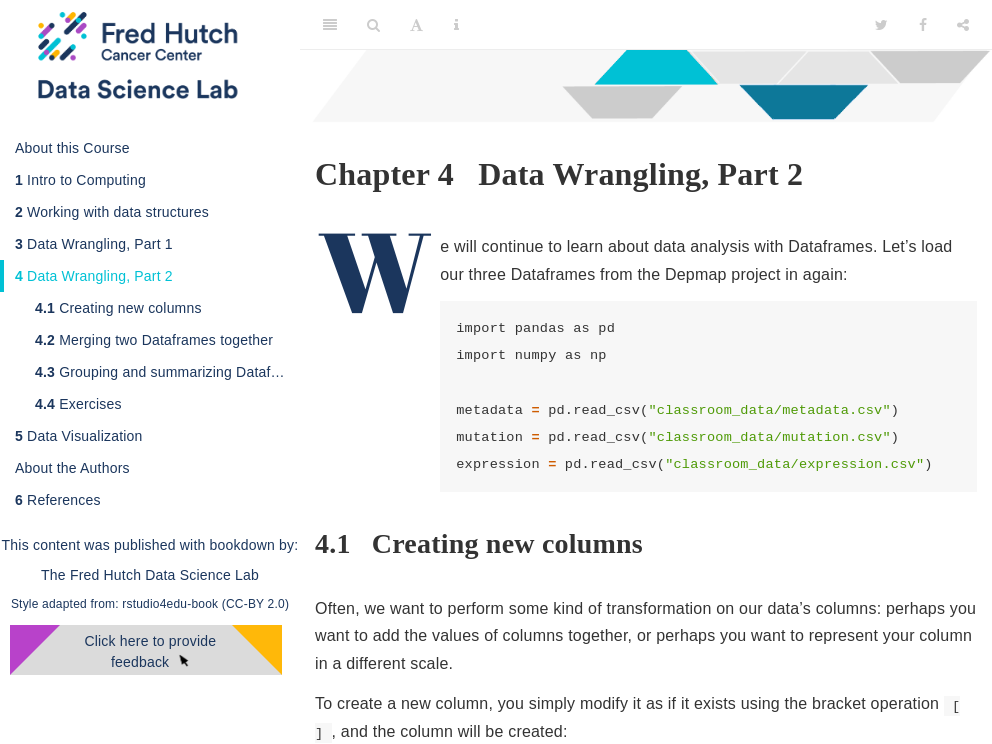 Fred Hutch
Cancer Center
Data Science Lab
About this Course
1 Intro to Computing
2 Working with data structures
3 Data Wrangling, Part 1
4 Data Wrangling, Part 2
4.1 Creating new columns
4.2 Merging two Dataframes together
4.3 Grouping and summarizing Dataf…
4.4 Exercises
5 Data Visualization
About the Authors
6 References
This content was published with bookdown by:
The Fred Hutch Data Science Lab
Style adapted from: rstudio4edu-book (CC-BY 2.0)
Click here to provide
feedback
A
Chapter 4 Data Wrangling, Part 2
We will continue to learn about data analysis with Dataframes. Let’s load
our three Dataframes from the Depmap project in again:
import pandas as pd
import numpy as np
metadata = pd.read_csv("classroom_data/metadata.csv")
mutation = pd.read_csv("classroom_data/mutation.csv")
expression = pd.read_csv("classroom_data/expression.csv")
4.1 Creating new columns
Often, we want to perform some kind of transformation on our data’s columns: perhaps you
want to add the values of columns together, or perhaps you want to represent your column
in a different scale.
To create a new column, you simply modify it as if it exists using the bracket operation [
], and the column will be created: